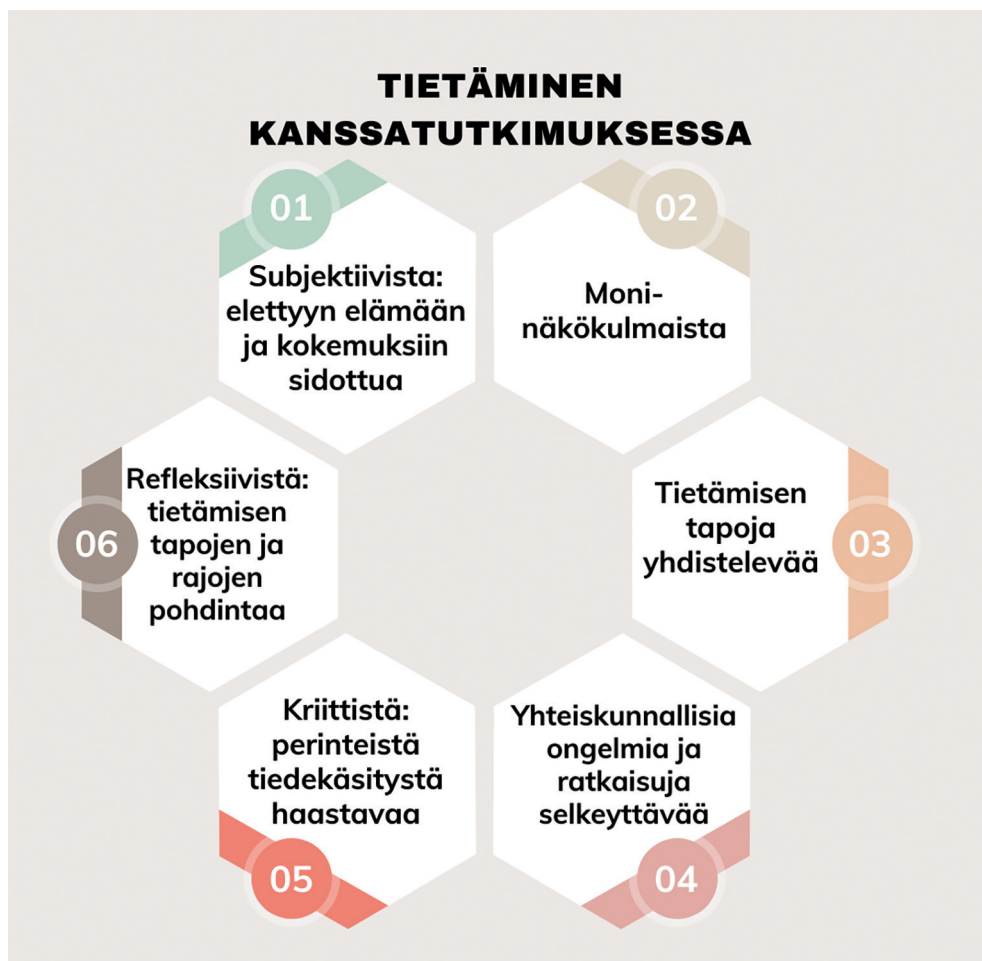 TIETÄMINEN
KANSSATUTKIMUKSESSA
01
Subjektiivista:
elettyyn elämään
ja kokemuksiin
sidottua
02
Moni-
näkökulmaista
03
Tietämisen
tapoja
yhdistelevää
04
Yhteiskunnallisia
ongelmia ja
ratkaisuja
selkeyttävää
05
Kriittistä:
perinteistä
tiedekäsitystä
haastavaa
06
Refleksiivistä:
tietämisen
tapojen ja
rajojen
pohdintaa